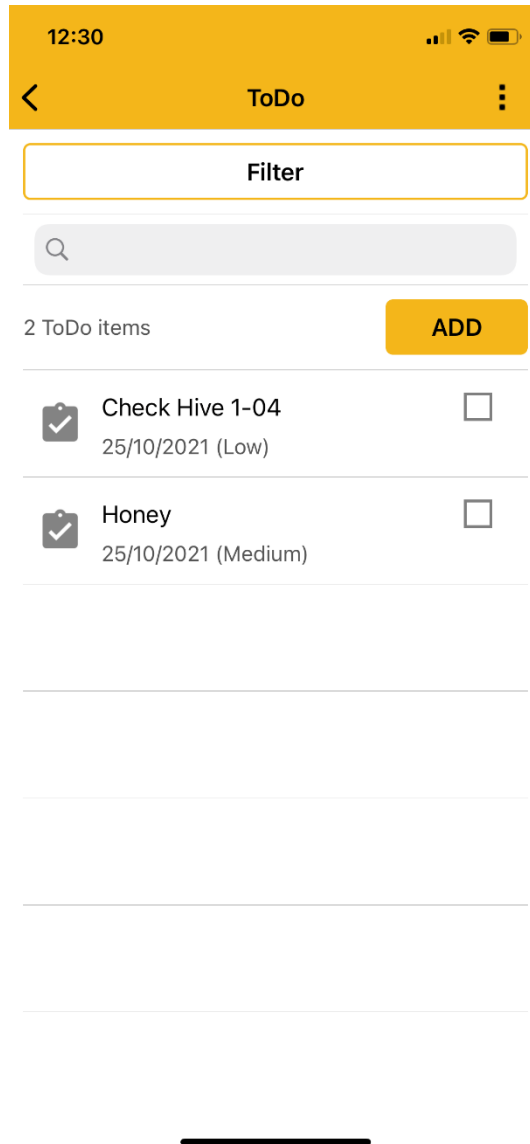 12:30
ToDo
Filter
2 ToDo items
ADD
Check Hive 1-04
25/10/2021 (Low)
Honey
25/10/2021 (Medium)